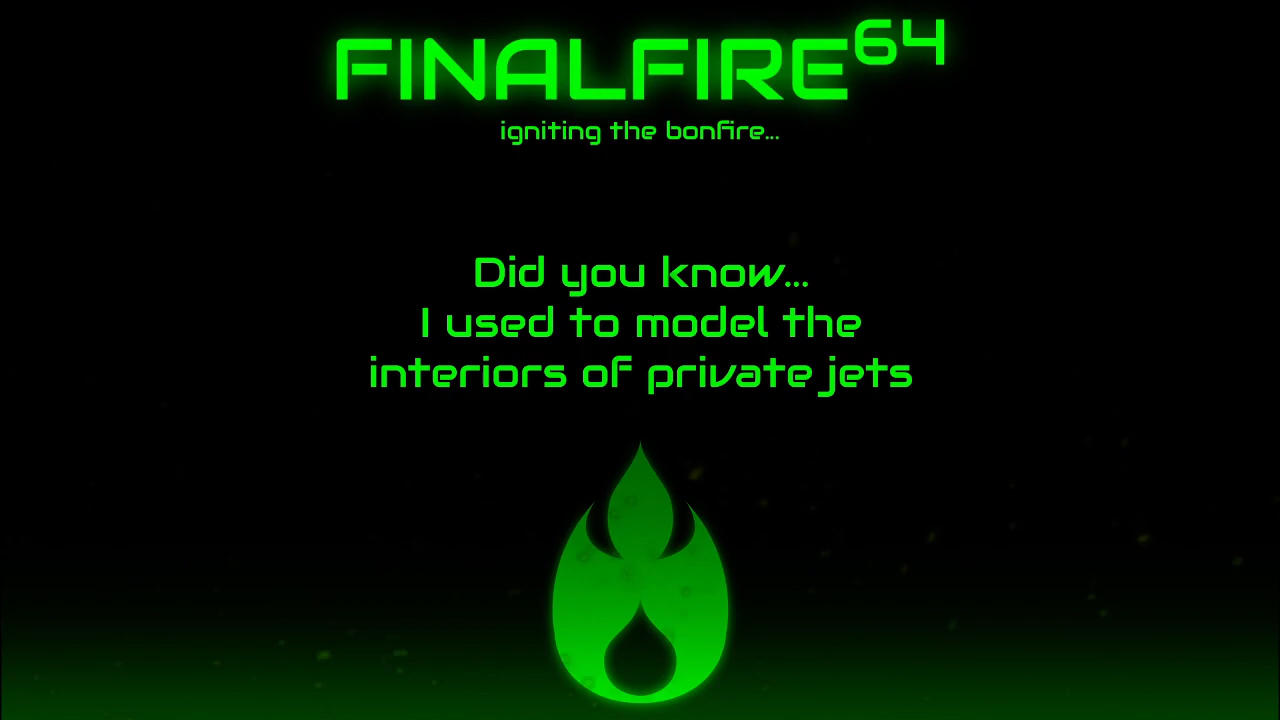 FINALFIRE64
igniting the bonfire...
Did you know...
I used to model the
interiors of private jets